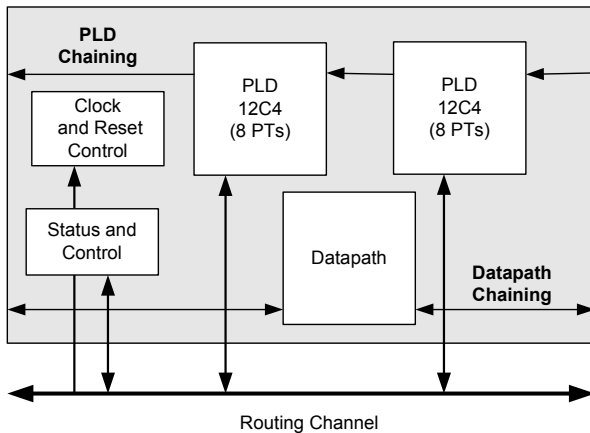 PLD
Chaining
PLD
12C4
(8 PTs)
PLD
12C4
(8 PTs)
Clock
and Reset
Control
Status and
Control
Datapath
Datapath
Chaining
Routing Channel